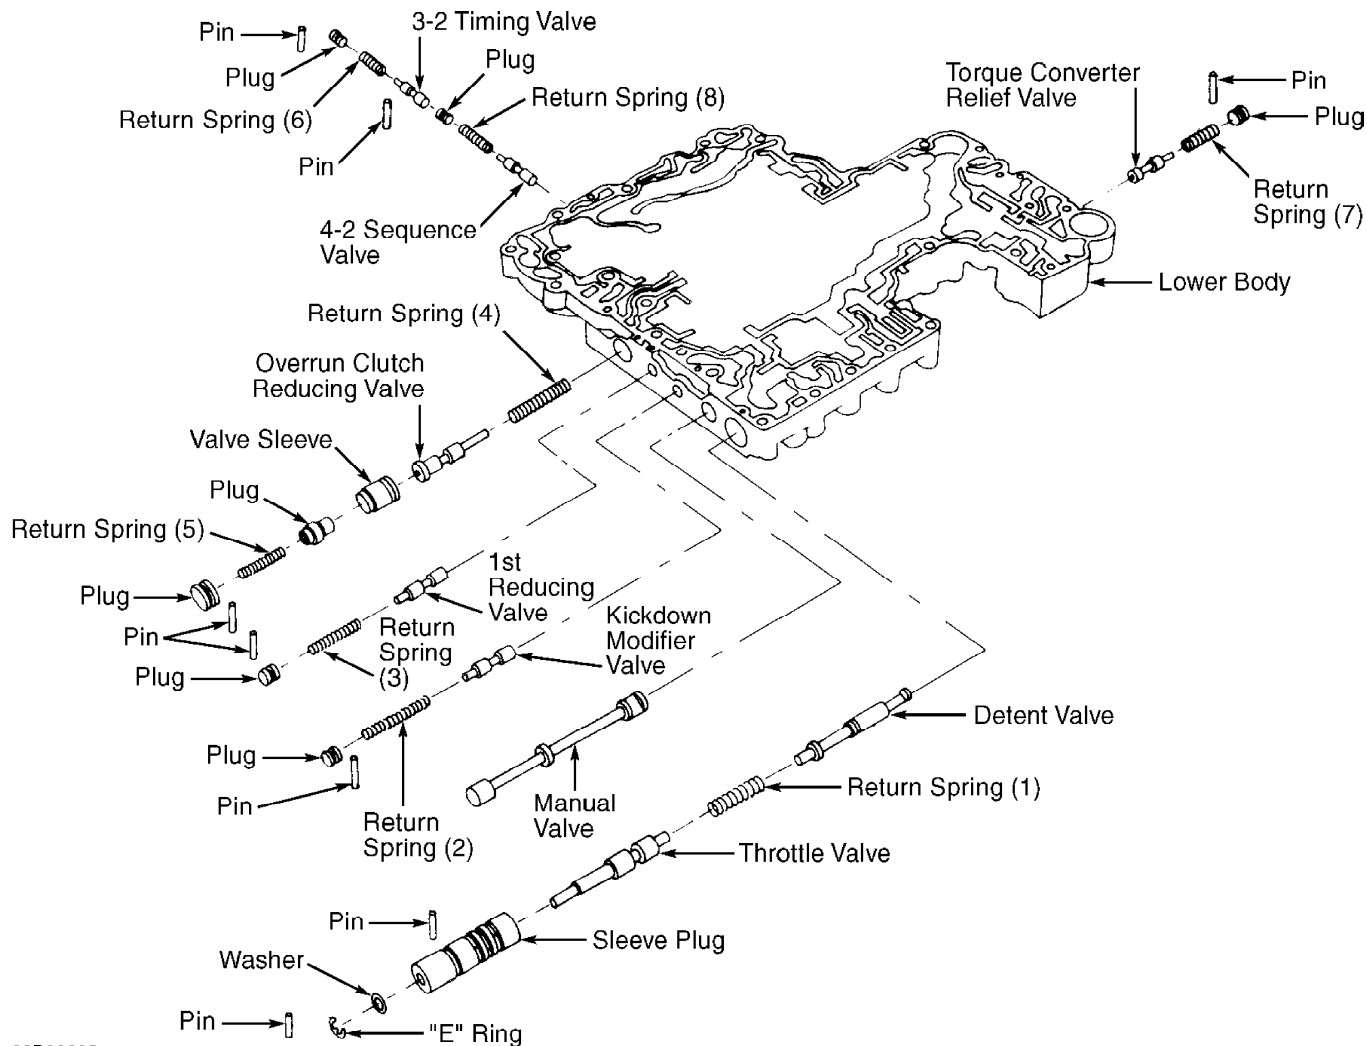 3-2 Timing Valve
Pin
Plug
Plug
Return Spring (8)
Return Spring (6)
Pin
4-2 Sequence
Valve
Torque Converter
Relief Valve
Pin
Plug
Return
Spring (7)
Lower Body
Return Spring (4)
Overrun Clutch
Reducing Valve
Valve Sleeve
Plug
Return Spring (5)
Plug
Pin
1st
Reducing
Valve
Return
Spring
(3)
Plug
Kickdown
Modifier
Valve
Plug
Pin
Return
Spring (2)
Manual
Valve
Detent Valve
Return Spring (1)
Throttle Valve
Pin
Sleeve Plug
Washer
Pin
"E" Ring